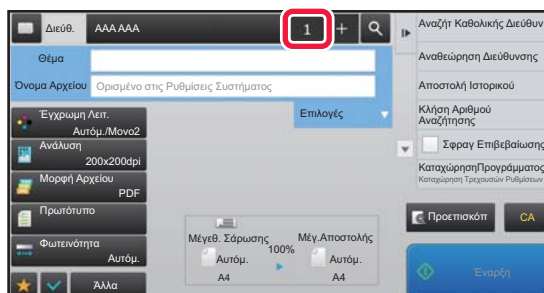 Διεύθ. AAA AAA 1 +
Θέμα
Όνομα Αρχείου Ορισμένο στις Ρυθμίσεις Συστήματος
Επιλογές
Έγχρωμη Λειτ.
Αυτόμ./Μονο2
Ανάλυση
200x200dpi
Μορφή Αρχείου
PDF
Πρωτότυπο
Φωτεινότητα
Αυτόμ.
Άλλα
Μέγεθ. Σάρωσης
100%
Μέγ.Αποστολής
Αυτόμ.
Αυτόμ.
A4
A4
Αναζήτ Καθολικής Διεύθυν
Αναθεώρηση Διεύθυνσης
Αποστολή Ιστορικού
Κλήση Αριθμού
Αναζήτησης
Σφραγ Επιβεβαίωσης
ΚαταχώρησηΠρογράμματος
Καταχώρηση Τρεχουσών Ρυθμίσεων
Προεπισκόπ
CA
Έναρξη